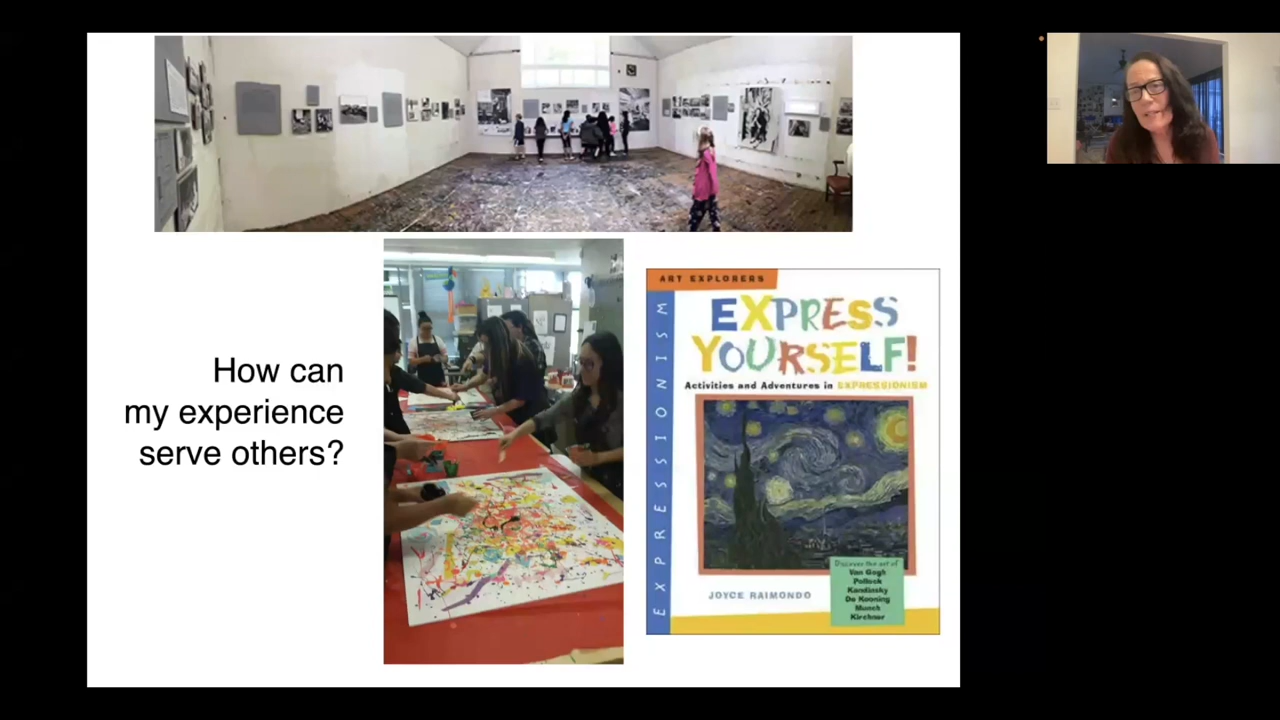 How can
my experience
serve others?
ART EXPLORERS
EXPRESSIONISM
EXPRESS
YOURSELF!
Activities and Adventures in EXPRESSIONISM
Discover the art of
Van Gogh
Pollock
Kandinsky
De Kooning
Munch
Kirchner
JOYCE RAIMONDO